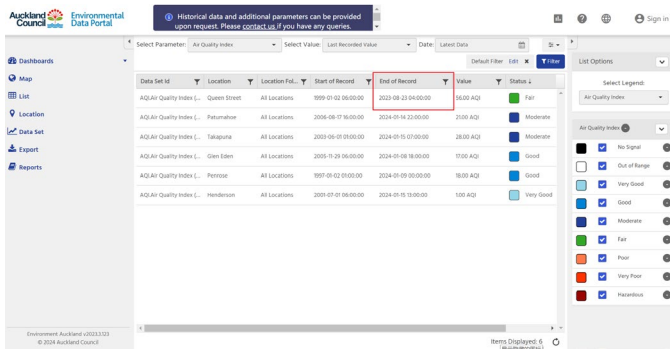 Auckland Council
Environmental Data Portal
Historical data and additional parameters can be provided
upon request. Please contact us if you have any queries.
Sign in
Select Parameter: Air Quality Index Select Value: Last Recorded Value Date: Latest Data
Default Filter Edit Filter
Dashboards
Map
List
Location
Data Set
Export
Reports
Data Set Id Location Location Fol... Start of Record End of Record Value Status ↓
AQI.Air Quality Index (... Queen Street All Locations 1999-01-02 06:00:00 2023-08-23 04:00:00 56.00 AQI Fair
AQI.Air Quality Index (... Patumahoe All Locations 2006-08-17 16:00:00 2024-01-14 22:00:00 21.00 AQI Moderate
AQI.Air Quality Index (... Takapuna All Locations 2003-06-01 01:00:00 2024-01-15 07:00:00 28.00 AQI Moderate
AQI.Air Quality Index (... Glen Eden All Locations 2005-11-29 06:00:00 2024-01-08 18:00:00 17.00 AQI Good
AQI.Air Quality Index (... Penrose All Locations 1997-01-02 01:00:00 2024-01-09 00:00:00 18.00 AQI Good
AQI.Air Quality Index (... Henderson All Locations 2001-07-01 06:00:00 2024-01-15 13:00:00 1.00 AQI Very Good
List Options
Select Legend:
Air Quality Index
Air Quality Index
No Signal
Out of Range
Very Good
Good
Moderate
Fair
Poor
Very Poor
Hazardous
Environment Auckland v2023.1.123
© 2024 Auckland Council
Items Displayed: 6